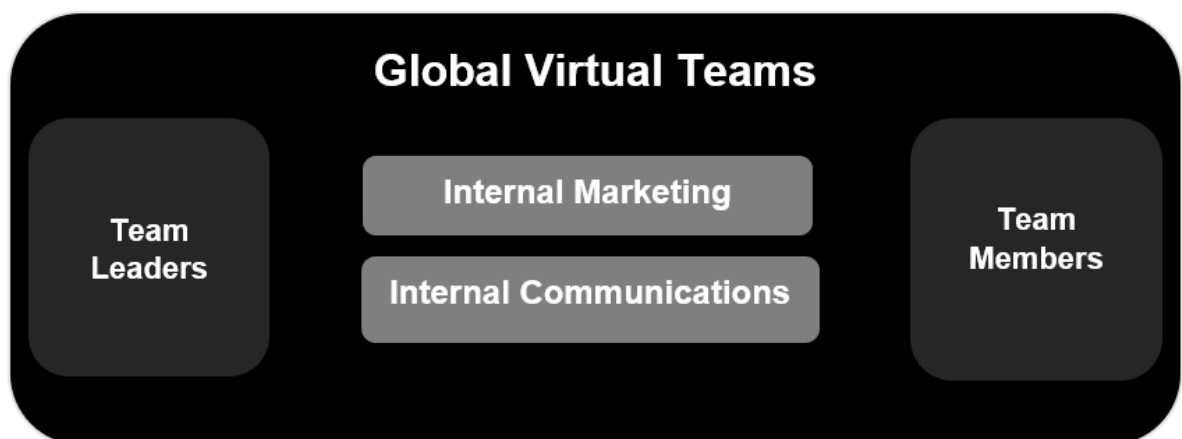 Global Virtual Teams
Team
Leaders
Internal Marketing
Internal Communications
Team
Members